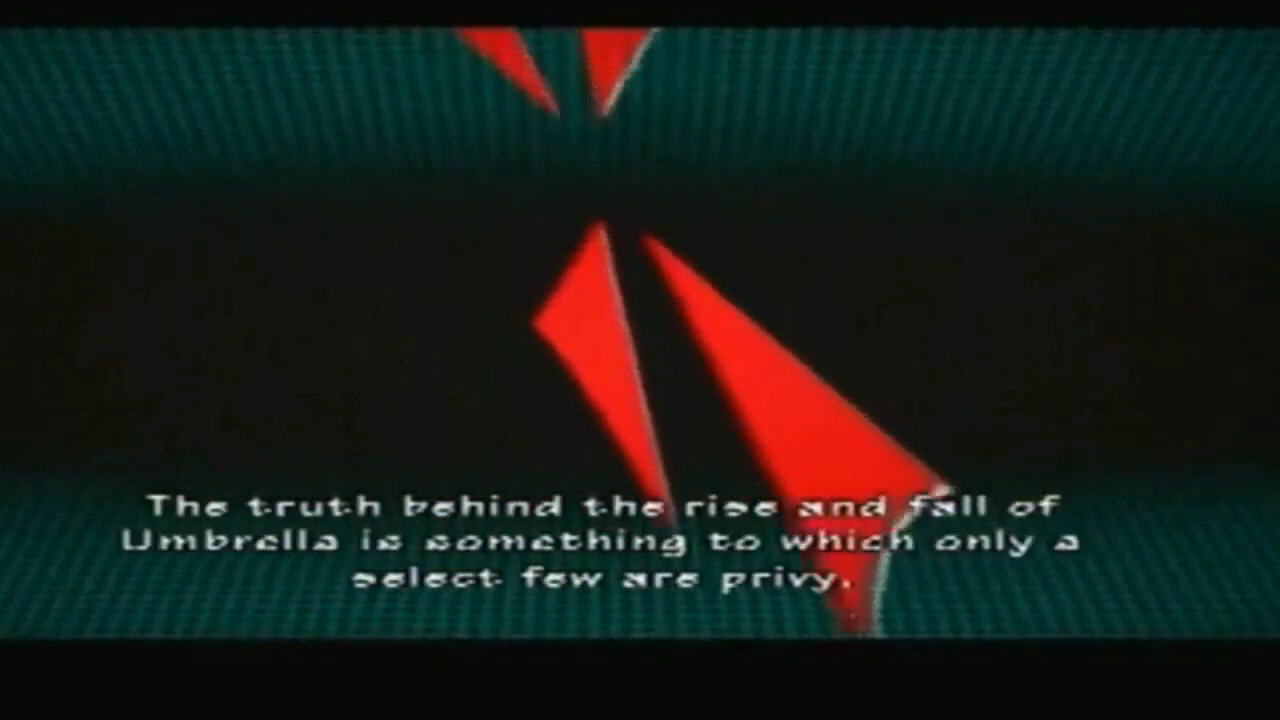 The truth behind the rise and fall of
Umbrella is something to which only a
select few are privy.